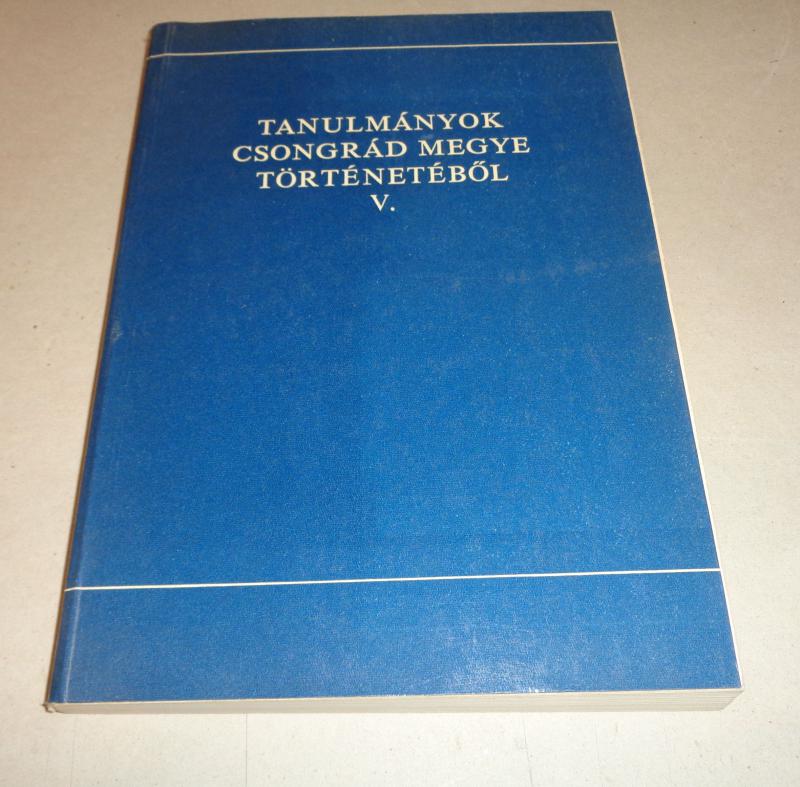 TANULMÁNYOK
CSONGRÁD MEGYE
TÖRTÉNETÉBŐL
V.